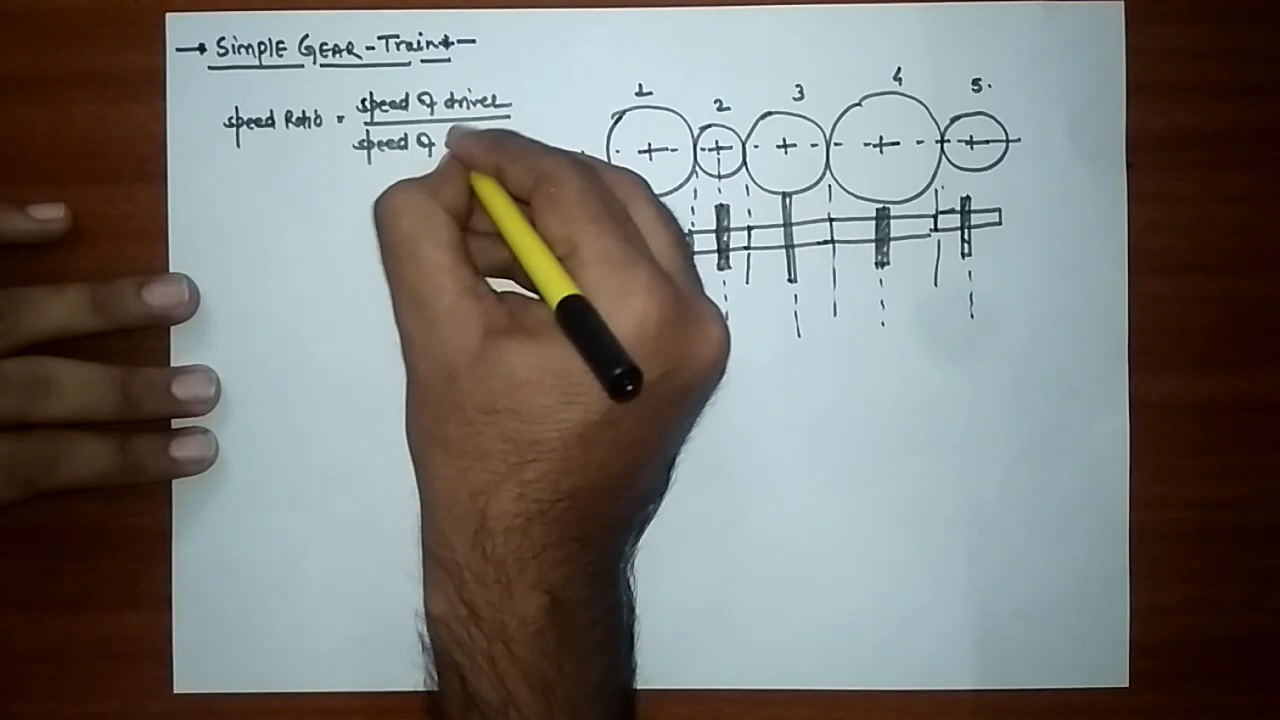 → Simple GEAR-Train:-
speed Ratio = speed of driver
speed of
1 2 3 4 5.